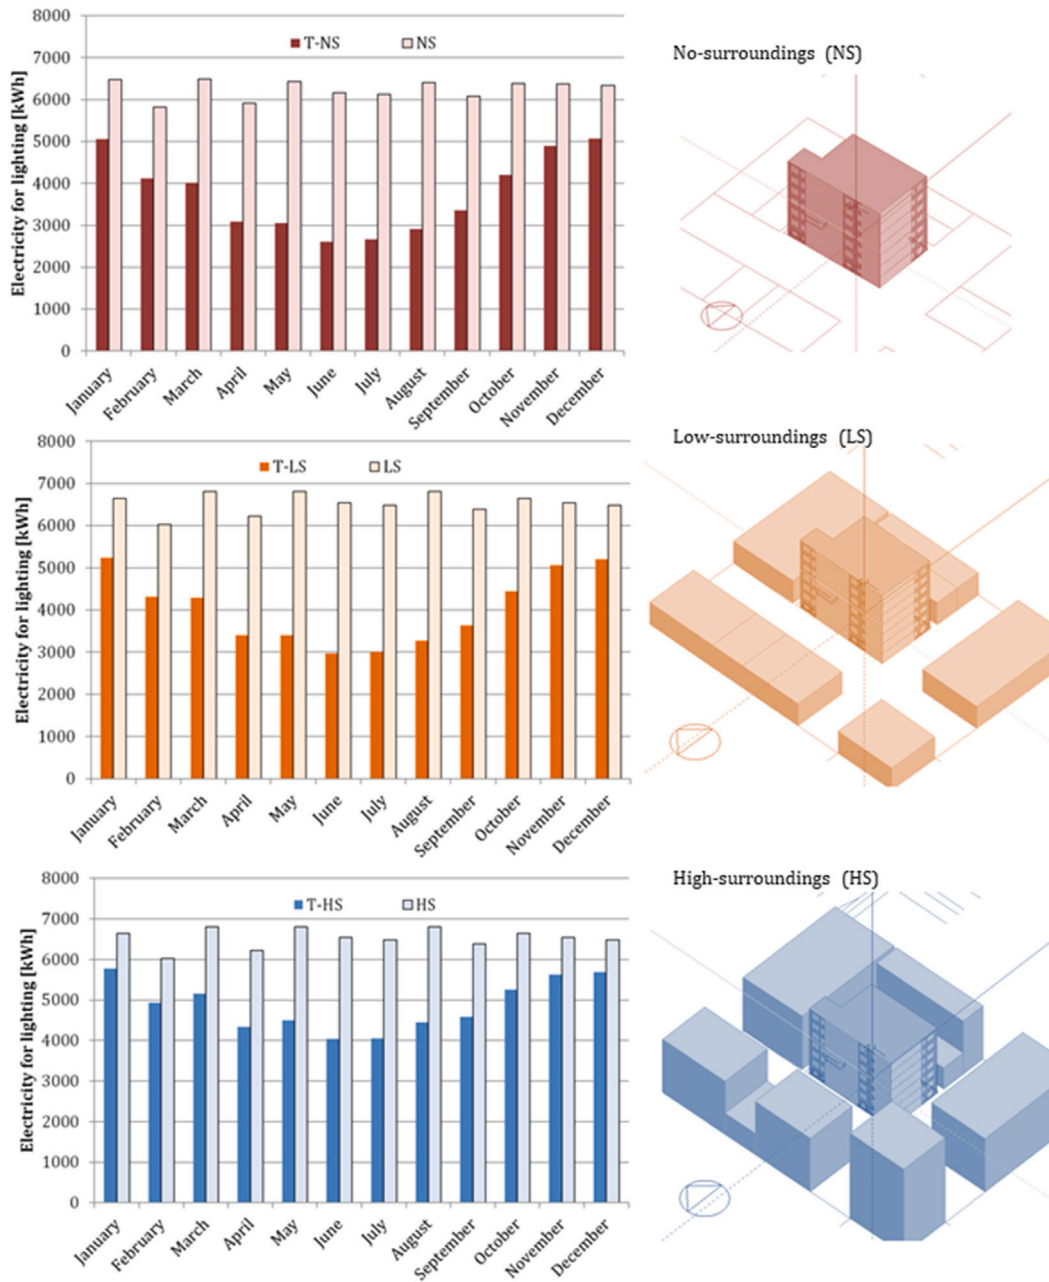 8000
7000
6000
5000
4000
3000
2000
1000
0
Electricity for lighting [kWh]
T-NS NS
January February March April May June July August September October November December
No-surroundings (NS)
8000
7000
6000
5000
4000
3000
2000
1000
0
Electricity for lighting [kWh]
T-LS LS
January February March April May June July August September October November December
Low-surroundings (LS)
8000
7000
6000
5000
4000
3000
2000
1000
0
Electricity for lighting [kWh]
T-HS HS
January February March April May June July August September October November December
High-surroundings (HS)